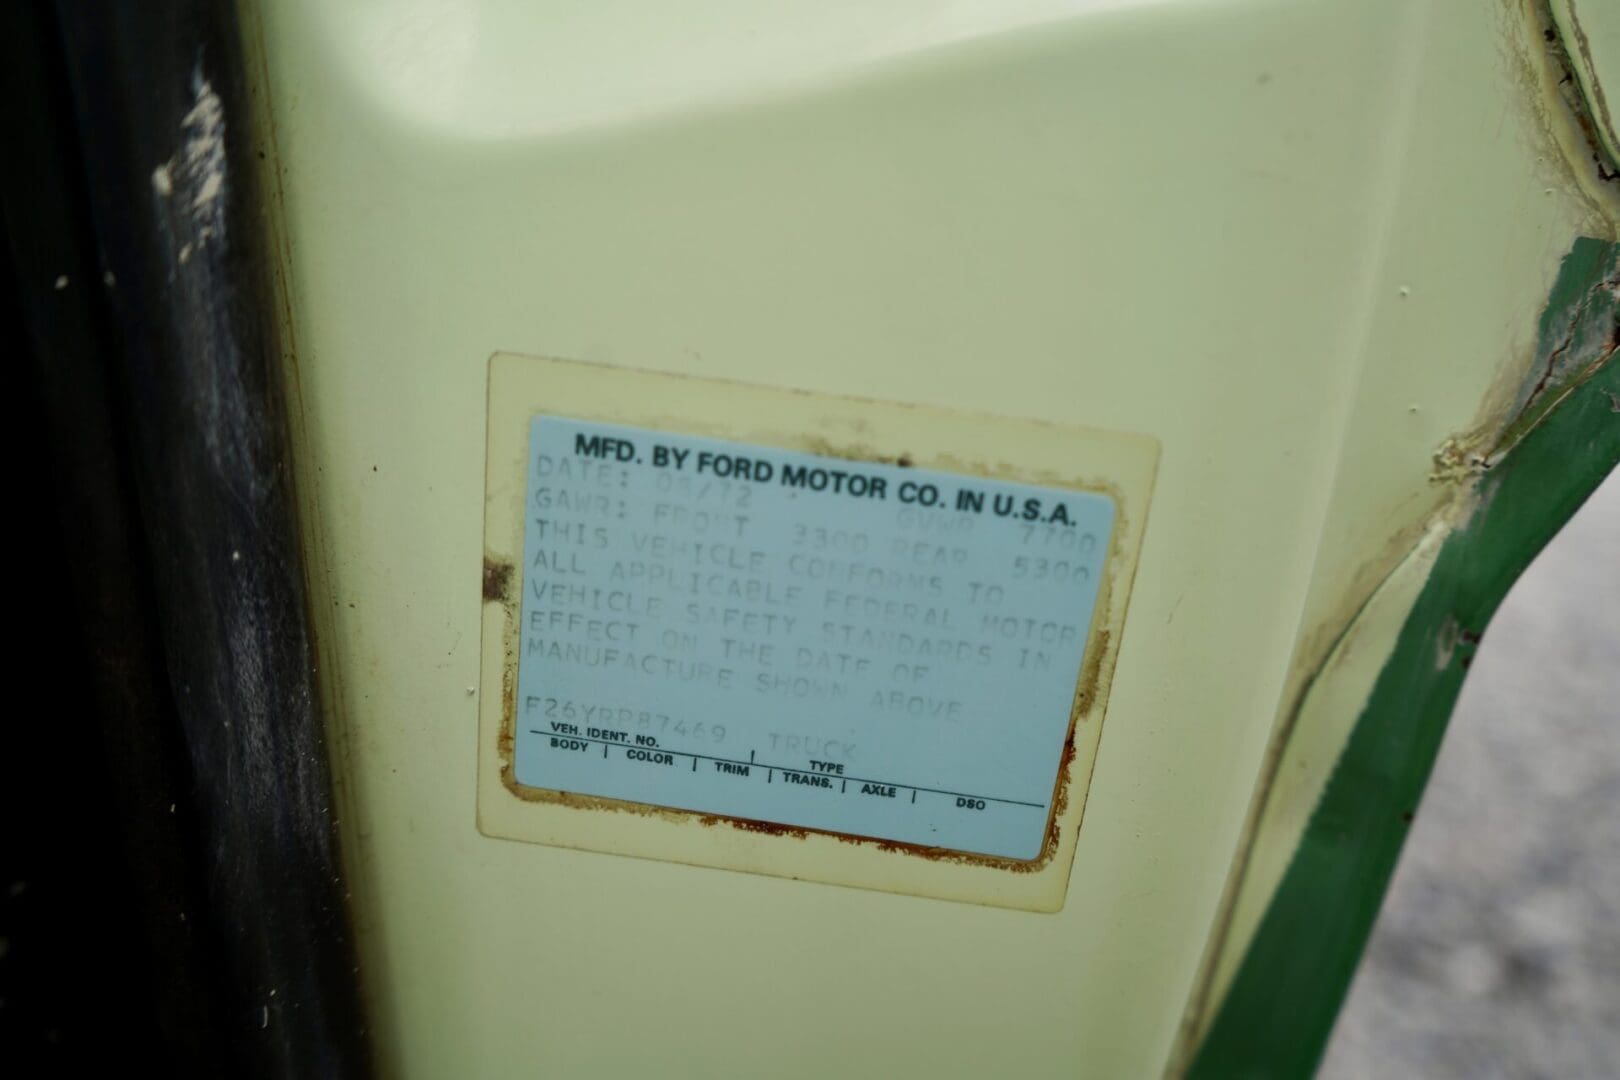 MFD. BY FORD MOTOR CO. IN U.S.A.
DATE: 08/72 GVWR 7700
GAWR: FRONT 3300 REAR 5300
THIS VEHICLE CONFORMS TO
ALL APPLICABLE FEDERAL MOTOR
VEHICLE SAFETY STANDARDS IN
EFFECT ON THE DATE OF
MANUFACTURE SHOWN ABOVE
F26YRP87469 TRUCK
VEH. IDENT. NO. TYPE
BODY | COLOR | TRIM | TRANS. | AXLE | DSO